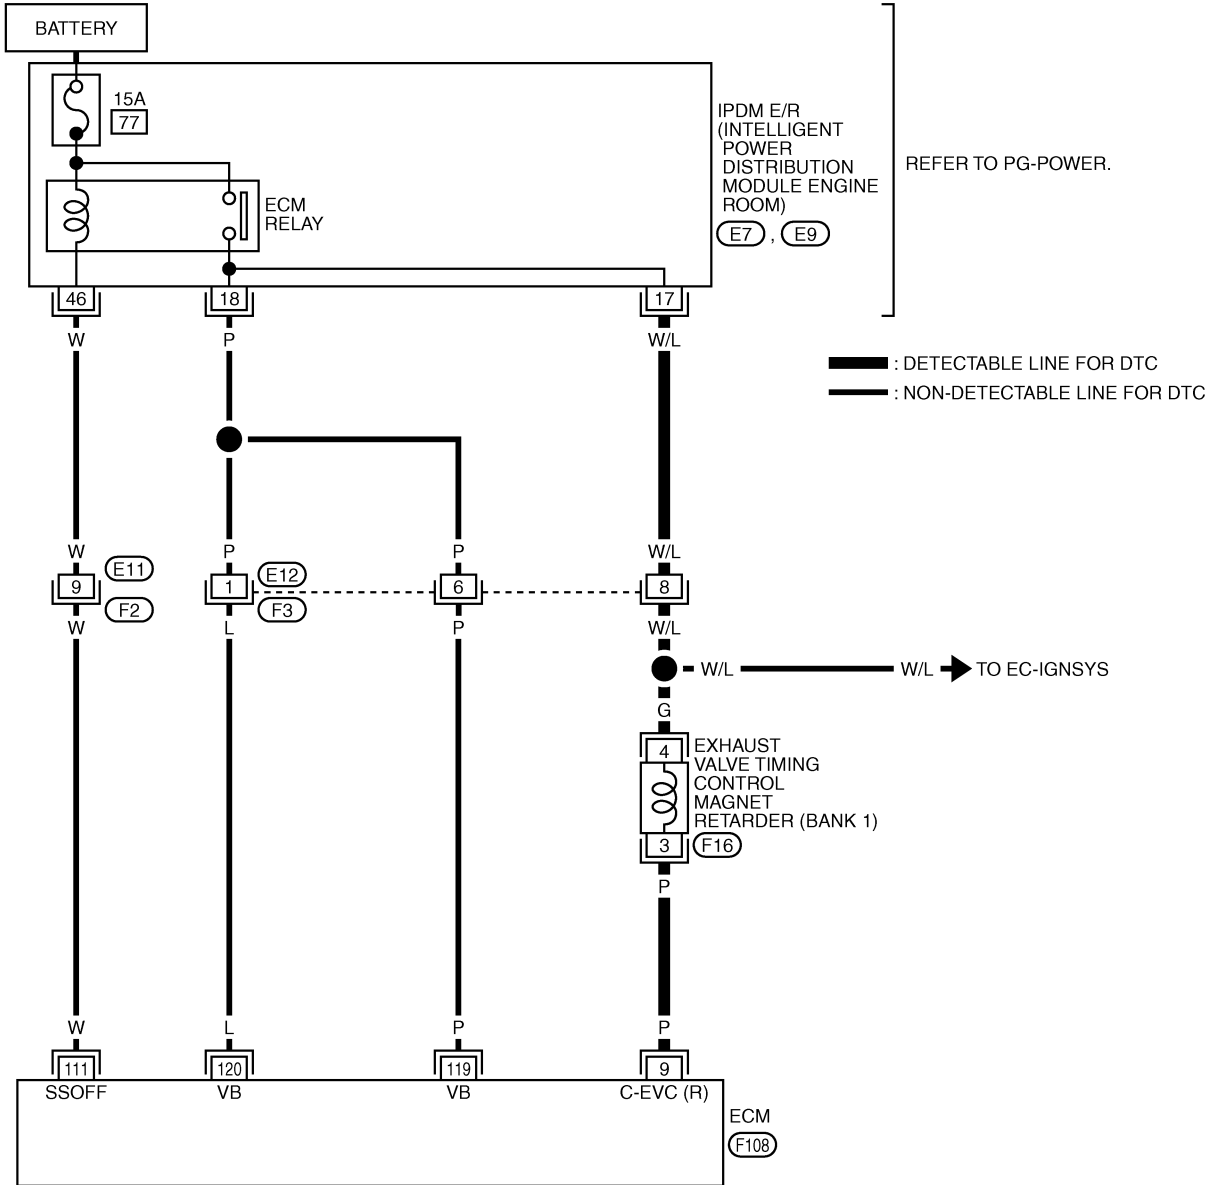 BATTERY
15A
77
IPDM E/R
(INTELLIGENT
POWER
DISTRIBUTION
MODULE ENGINE
ROOM)
E7 , E9
REFER TO PG-POWER.
ECM
RELAY
46 18 17
W P W/L
: DETECTABLE LINE FOR DTC
: NON-DETECTABLE LINE FOR DTC
W P P W/L
E11 E12
9 1 6 8
F2 F3
W L P W/L
W/L W/L TO EC-IGNSYS
G
4
EXHAUST
VALVE TIMING
CONTROL
MAGNET
RETARDER (BANK 1)
3 F16
P
W L P P
111 120 119 9
SSOFF VB VB C-EVC (R)
ECM
F108